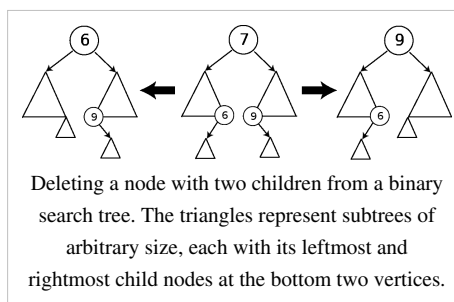 6 7 9
9 6 9 6
Deleting a node with two children from a binary
search tree. The triangles represent subtrees of
arbitrary size, each with its leftmost and
rightmost child nodes at the bottom two vertices.